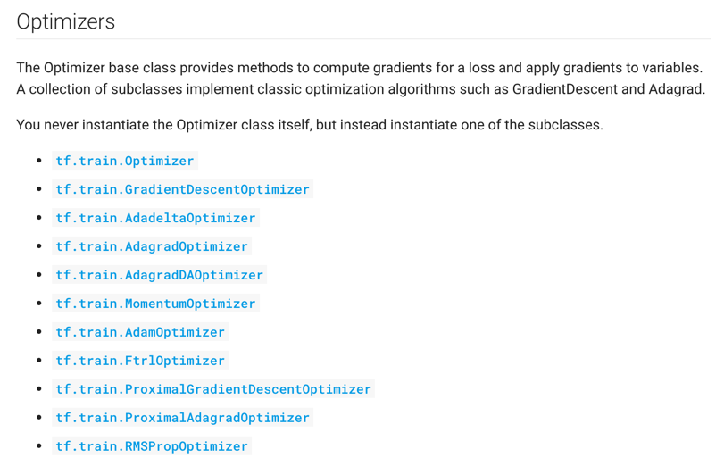 Optimizers
The Optimizer base class provides methods to compute gradients for a loss and apply gradients to variables.
A collection of subclasses implement classic optimization algorithms such as GradientDescent and Adagrad.
You never instantiate the Optimizer class itself, but instead instantiate one of the subclasses.
• tf.train.Optimizer
• tf.train.GradientDescentOptimizer
• tf.train.AdadeltaOptimizer
• tf.train.AdagradOptimizer
• tf.train.AdagradDAOptimizer
• tf.train.MomentumOptimizer
• tf.train.AdamOptimizer
• tf.train.FtrlOptimizer
• tf.train.ProximalGradientDescentOptimizer
• tf.train.ProximalAdagradOptimizer
• tf.train.RMSPropOptimizer